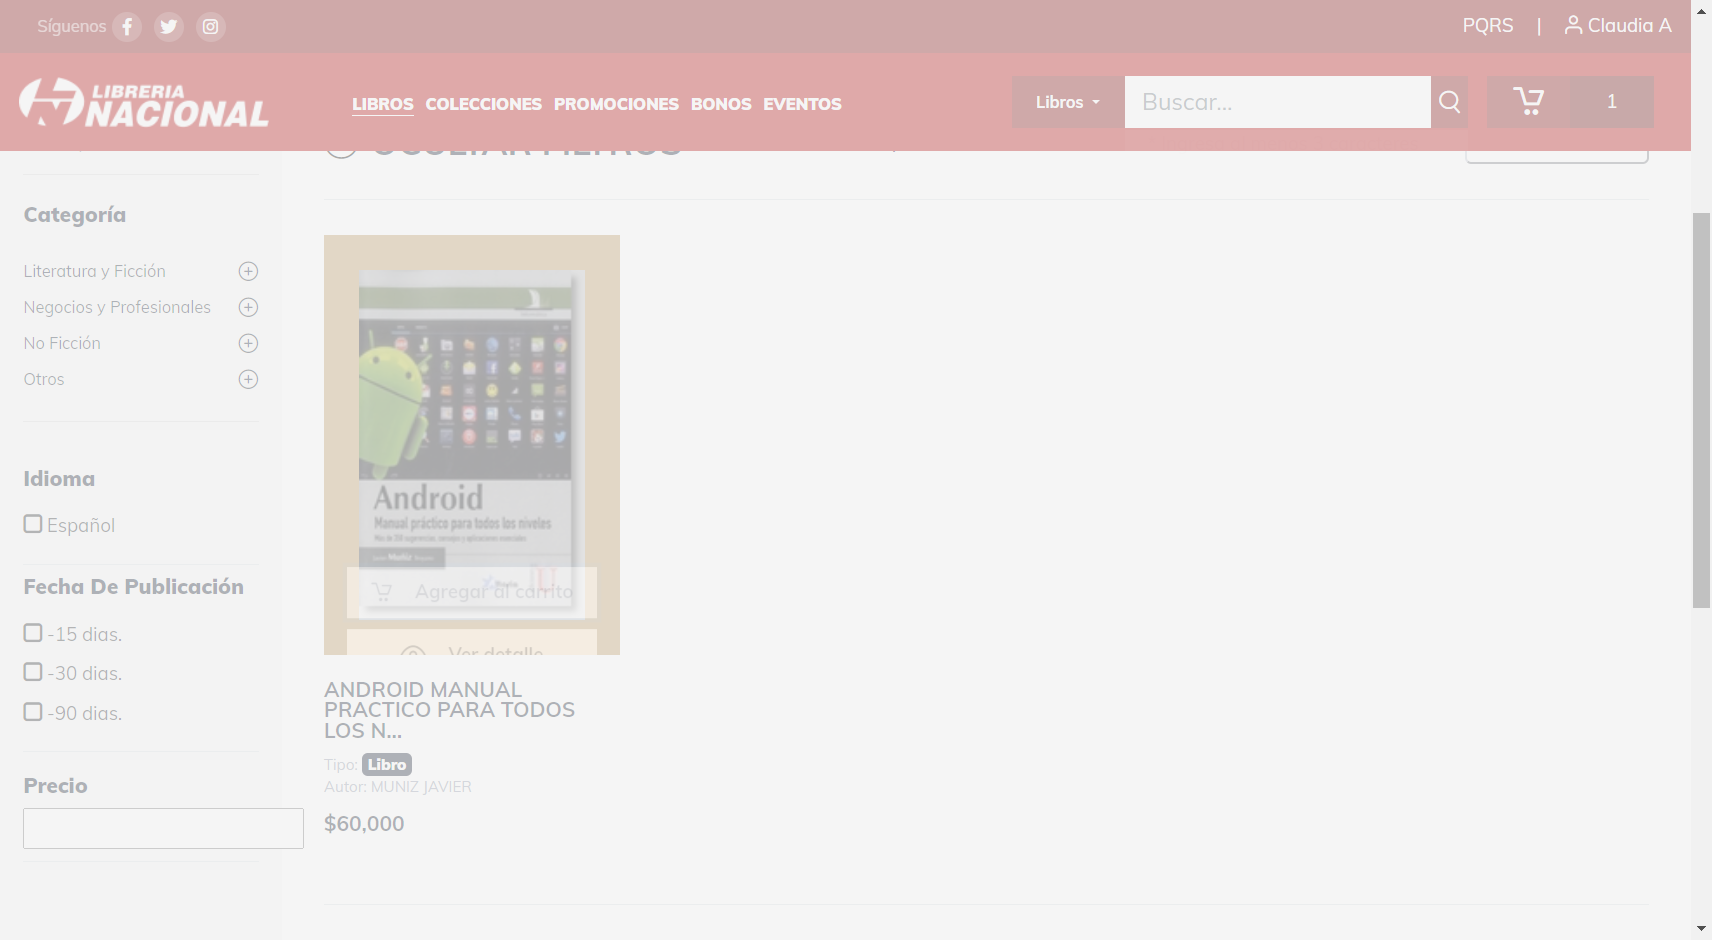 Síguenos
PQRS | Claudia A
LIBRERIA
NACIONAL
LIBROS COLECCIONES PROMOCIONES BONOS EVENTOS
Libros
Buscar...
1
OCULTAR FILTROS
Categoría
Literatura y Ficción
Negocios y Profesionales
No Ficción
Otros
Idioma
Español
Fecha De Publicación
-15 dias.
-30 dias.
-90 dias.
Precio
Android
Manual práctico para todos los niveles
Agregar al carrito
Ver detalle
ANDROID MANUAL
PRACTICO PARA TODOS
LOS N...
Tipo: Libro
Autor: MUNIZ JAVIER
$60,000